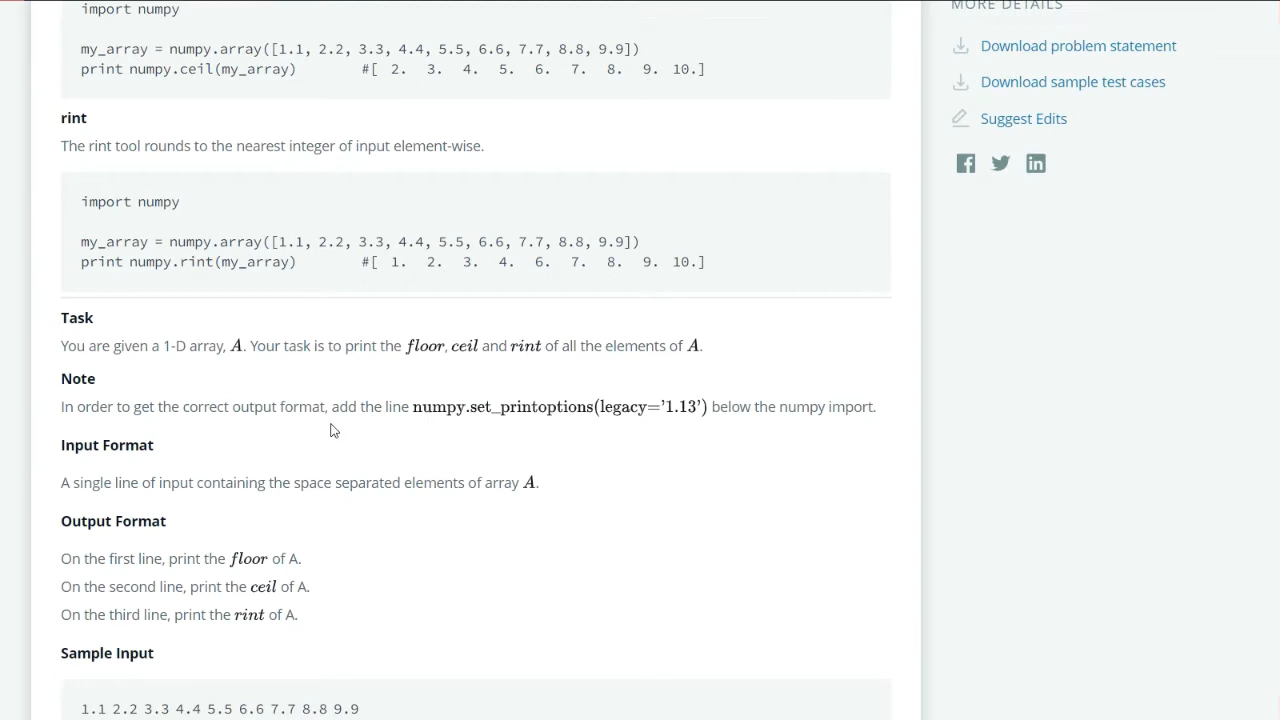 import numpy
my_array = numpy.array([1.1, 2.2, 3.3, 4.4, 5.5, 6.6, 7.7, 8.8, 9.9])
print numpy.ceil(my_array)        #[  2.   3.   4.   5.   6.   7.   8.   9.  10.]
rint
The rint tool rounds to the nearest integer of input element-wise.
import numpy
my_array = numpy.array([1.1, 2.2, 3.3, 4.4, 5.5, 6.6, 7.7, 8.8, 9.9])
print numpy.rint(my_array)        #[  1.   2.   3.   4.   6.   7.   8.   9.  10.]
Task
You are given a 1-D array, A. Your task is to print the floor, ceil and rint of all the elements of A.
Note
In order to get the correct output format, add the line numpy.set_printoptions(legacy='1.13') below the numpy import.
Input Format
A single line of input containing the space separated elements of array A.
Output Format
On the first line, print the floor of A.
On the second line, print the ceil of A.
On the third line, print the rint of A.
Sample Input
1.1 2.2 3.3 4.4 5.5 6.6 7.7 8.8 9.9
MORE DETAILS
Download problem statement
Download sample test cases
Suggest Edits